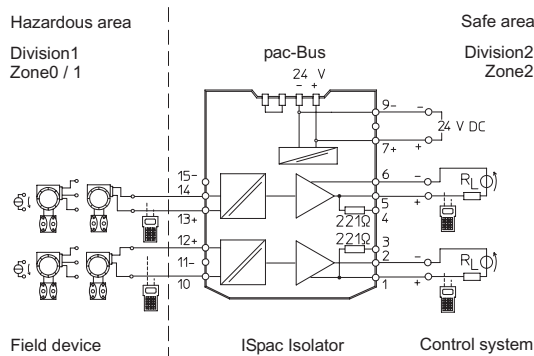 Hazardous area
Safe area
Division1
Zone0 / 1
pac-Bus
Division2
Zone2
24 V
- +
9-
24 V DC
7+
+
15-
14
13+
6
-
RL
5
+
4
221Ω
221Ω
12+
11-
10
3
2
-
RL
1
+
Field device
ISpac Isolator
Control system